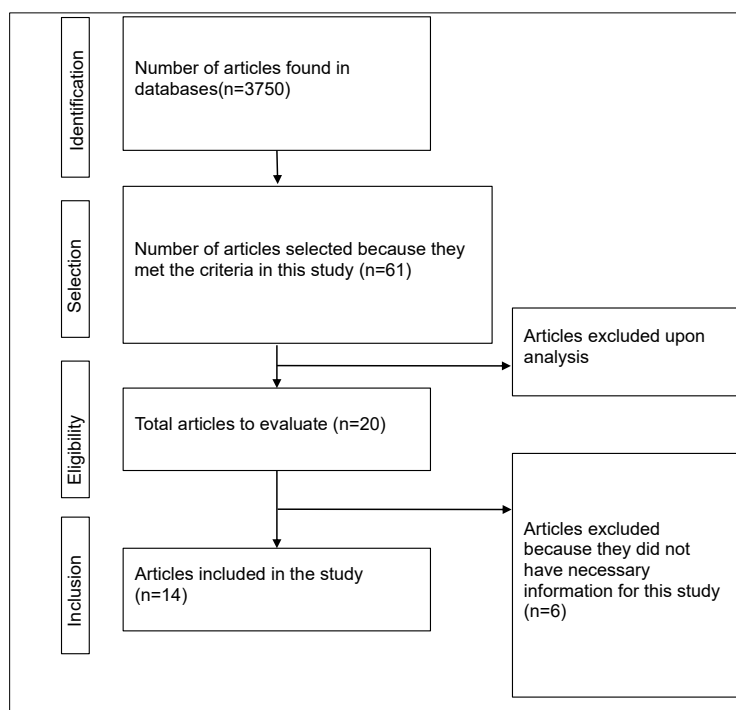 Identification
Number of articles found in
databases(n=3750)
Selection
Number of articles selected because they
met the criteria in this study (n=61)
Articles excluded upon
analysis
Eligibility
Total articles to evaluate (n=20)
Articles excluded
because they did not
have necessary
information for this study
(n=6)
Inclusion
Articles included in the study
(n=14)